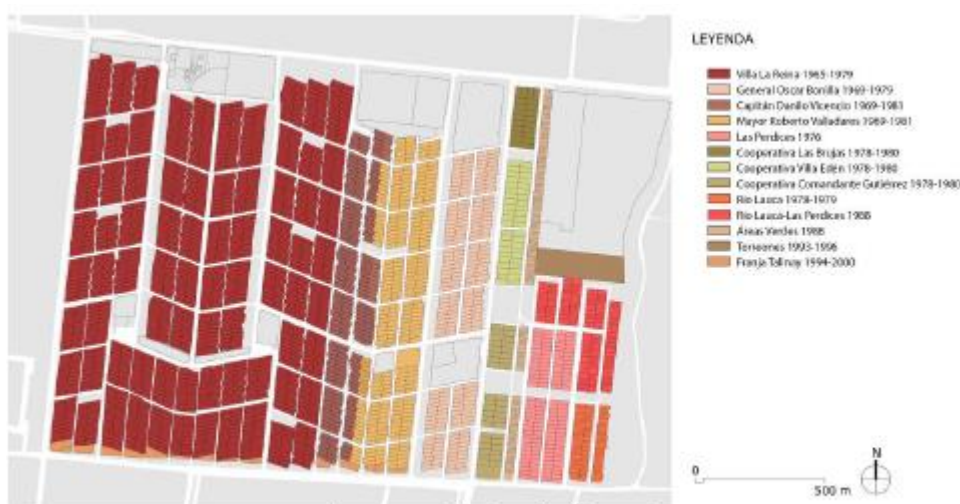 LEYENDA
Villa La Reina 1965-1979
General Oscar Bonilla 1969-1979
Capitán Danilo Vicencio 1969-1981
Mayor Roberto Valladares 1969-1981
Las Perdices 1976
Cooperativa Las Brujas 1978-1980
Cooperativa Villa Edén 1978-1980
Cooperativa Comandante Gutiérrez 1978-1980
Río Lauca 1978-1979
Río Lauca-Las Perdices 1988
Áreas Verdes 1988
Torreones 1993-1996
Franja Talinay 1994-2000
N
0
500 m